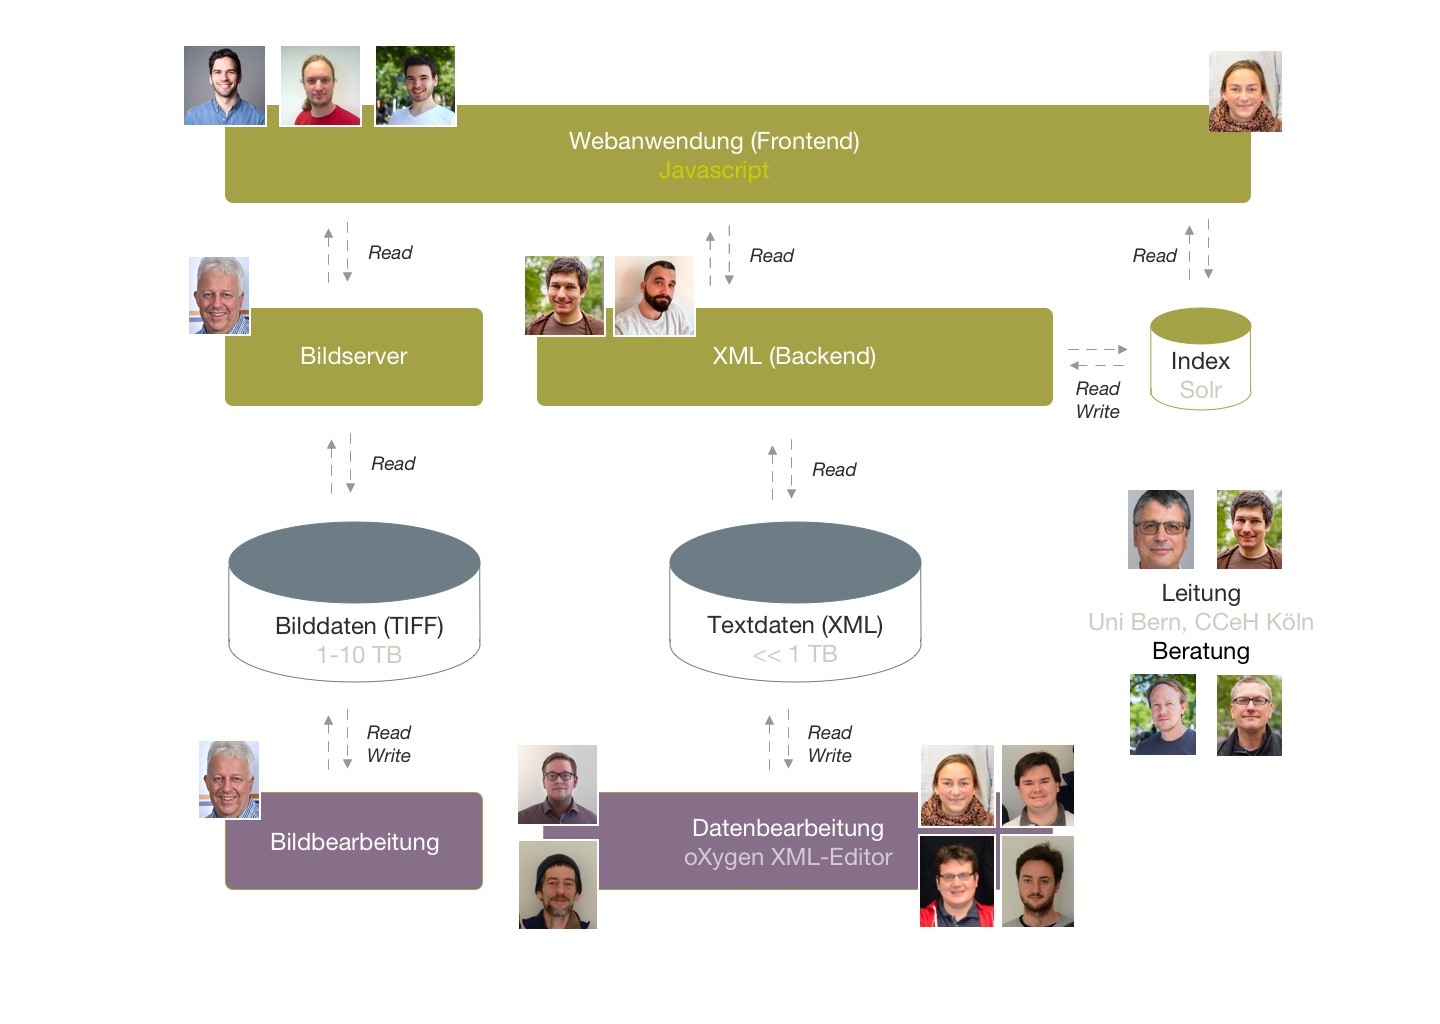 Webanwendung (Frontend)
Javascript
Read
Read
Read
Bildserver
XML (Backend)
Read
Write
Index
Solr
Read
Read
Bilddaten (TIFF)
1-10 TB
Textdaten (XML)
<< 1 TB
Leitung
Uni Bern, CCeH Köln
Beratung
Read
Write
Read
Write
Bildbearbeitung
Datenbearbeitung
oXygen XML-Editor